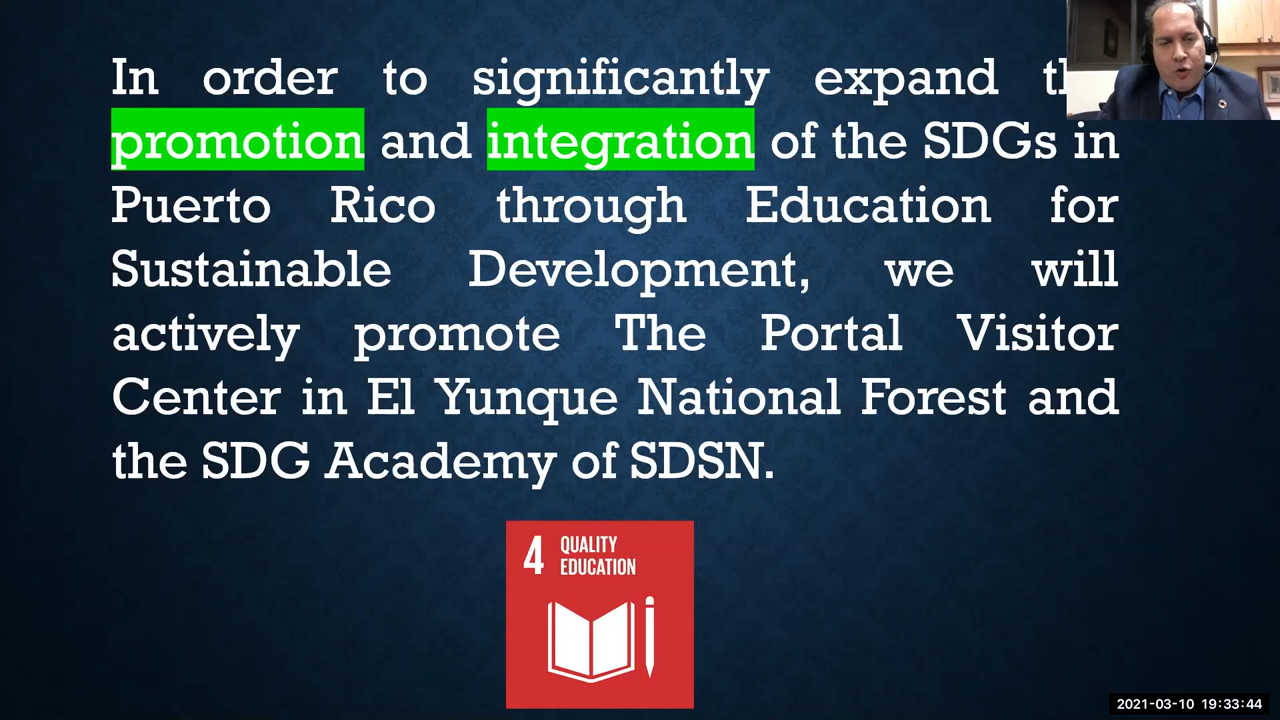 In order to significantly expand
promotion and integration of the SDGs in
Puerto Rico through Education for
Sustainable Development, we will
actively promote The Portal Visitor
Center in El Yunque National Forest and
the SDG Academy of SDSN.
4 QUALITY
EDUCATION
2021-03-10 19:33:44